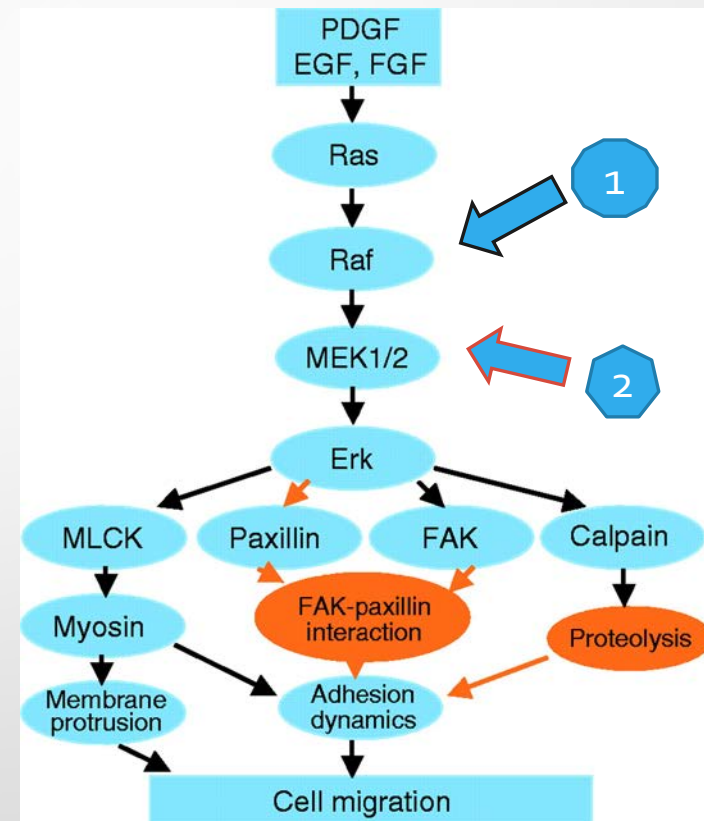 PDGF
EGF, FGF
Ras
1
Raf
MEK1/2
2
Erk
MLCK
Paxillin
FAK
Calpain
FAK-paxillin
interaction
Myosin
Proteolysis
Membrane
protrusion
Adhesion
dynamics
Cell migration